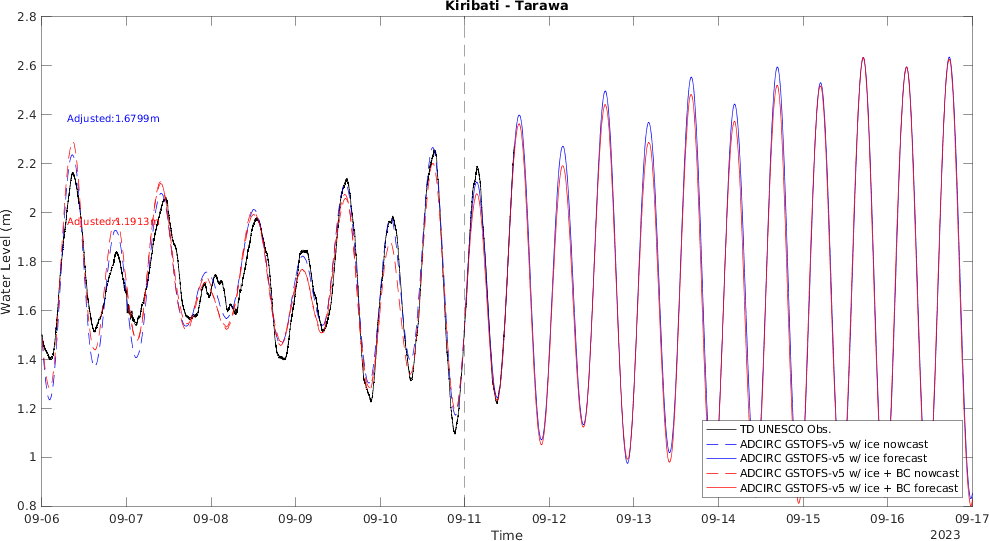 Kiribati - Tarawa
2.8
2.6
2.4
2.2
2
1.8
1.6
1.4
1.2
1
0.8
Water Level (m)
Adjusted:1.6799m
Adjusted:1.1913m
TD UNESCO Obs.
ADCIRC GSTOFS-v5 w/ ice nowcast
ADCIRC GSTOFS-v5 w/ ice forecast
ADCIRC GSTOFS-v5 w/ ice + BC nowcast
ADCIRC GSTOFS-v5 w/ ice + BC forecast
09-06 09-07 09-08 09-09 09-10 09-11 09-12 09-13 09-14 09-15 09-16 09-17
Time
2023